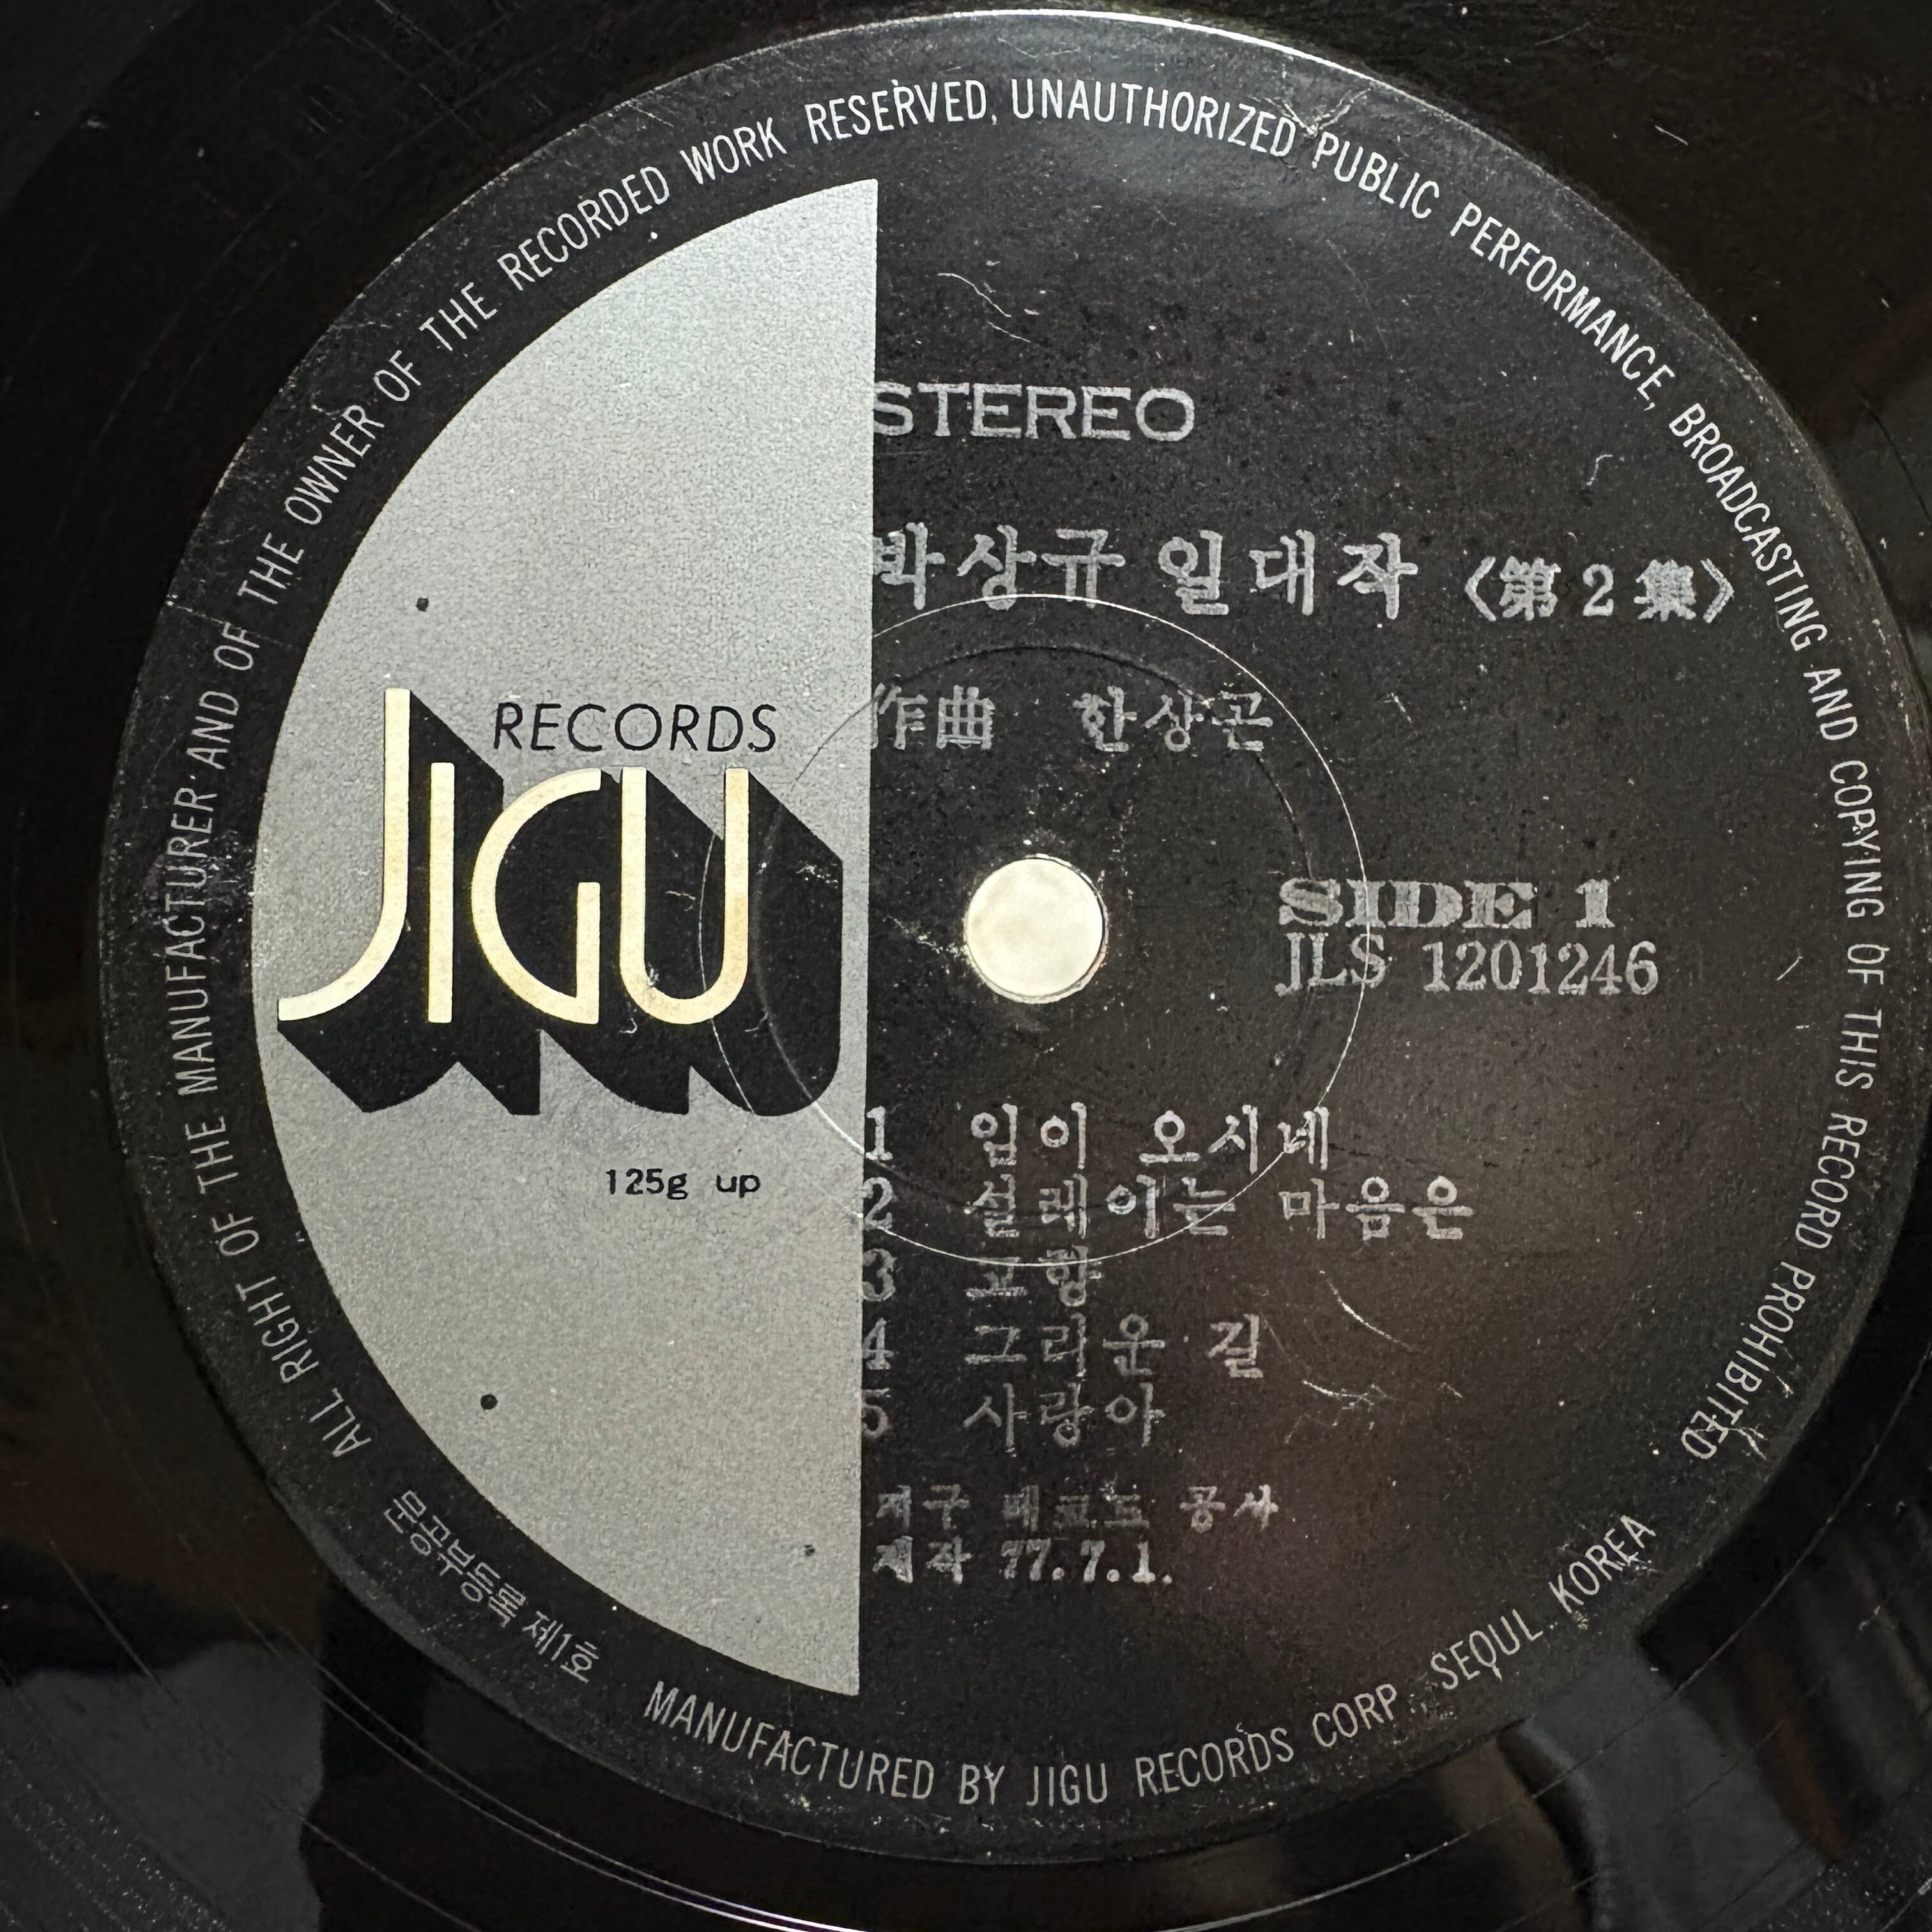 ALL RIGHT OF THE MANUFACTURER AND OF THE OWNER OF THE RECORDED WORK RESERVED, UNAUTHORIZED PUBLIC PERFORMANCE, BROADCASTING AND COPYING OF THIS RECORD PROHIBITED
STEREO
박상규 일대작 〈第2集〉
作曲 한상곤
RECORDS
JIGU
SIDE 1
JLS 1201246
125g up
1 임이 오시네
2 설레이는 마음은
3 고향
4 그리운 길
5 사랑아
지구 레코드 공사
제작 77.7.1.
문공부등록 제1호
MANUFACTURED BY JIGU RECORDS CORP. SEOUL. KOREA